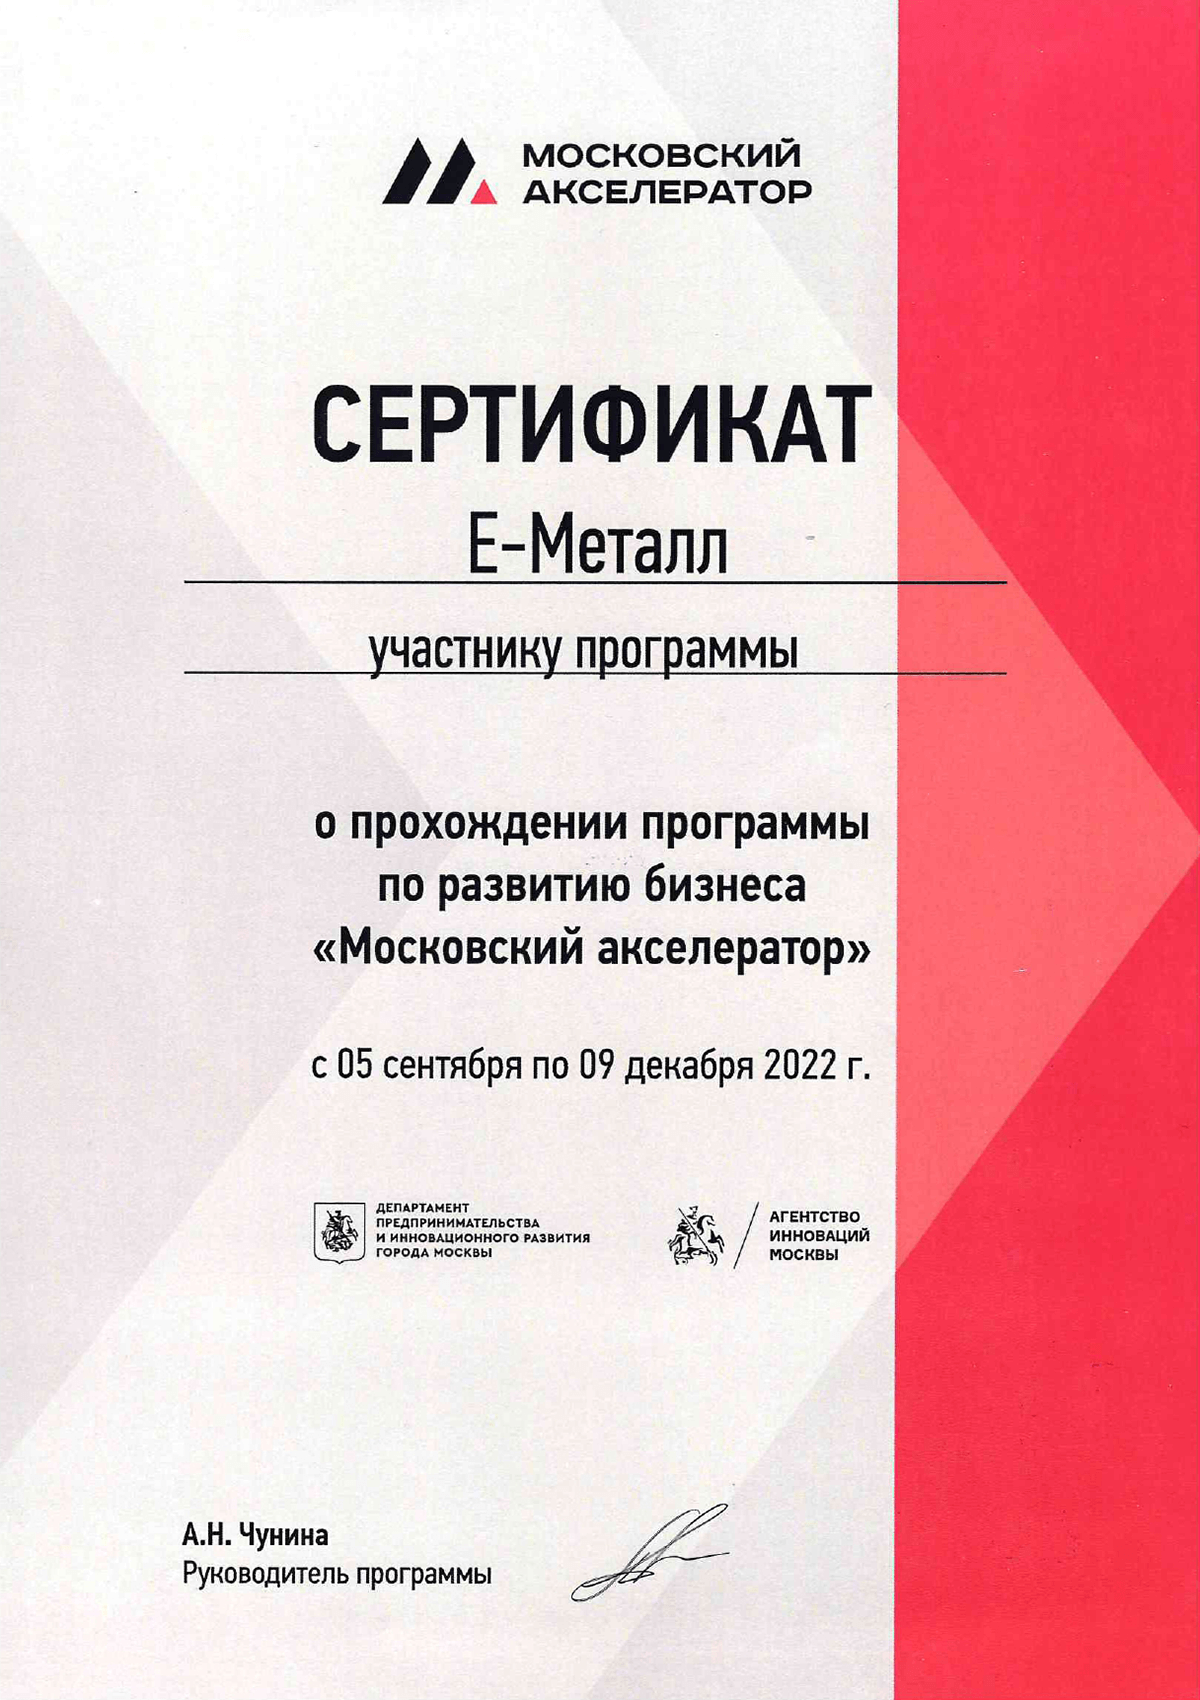 МОСКОВСКИЙ
АКСЕЛЕРАТОР
СЕРТИФИКАТ
Е-Металл
участнику программы
о прохождении программы
по развитию бизнеса
«Московский акселератор»
с 05 сентября по 09 декабря 2022 г.
ДЕПАРТАМЕНТ
ПРЕДПРИНИМАТЕЛЬСТВА
И ИННОВАЦИОННОГО РАЗВИТИЯ
ГОРОДА МОСКВЫ
АГЕНТСТВО
ИННОВАЦИЙ
МОСКВЫ
А.Н. Чунина
Руководитель программы